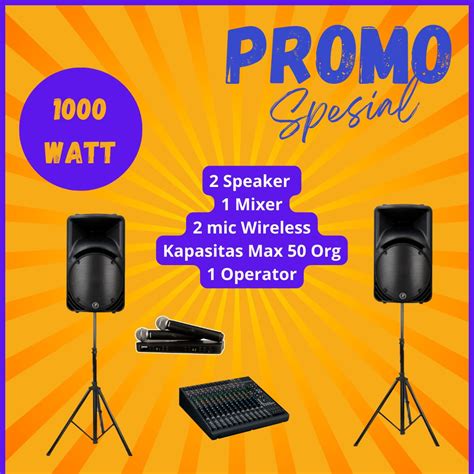 PROMO
Spesial
1000
WATT
2 Speaker
1 Mixer
2 mic Wireless
Kapasitas Max 50 Org
1 Operator